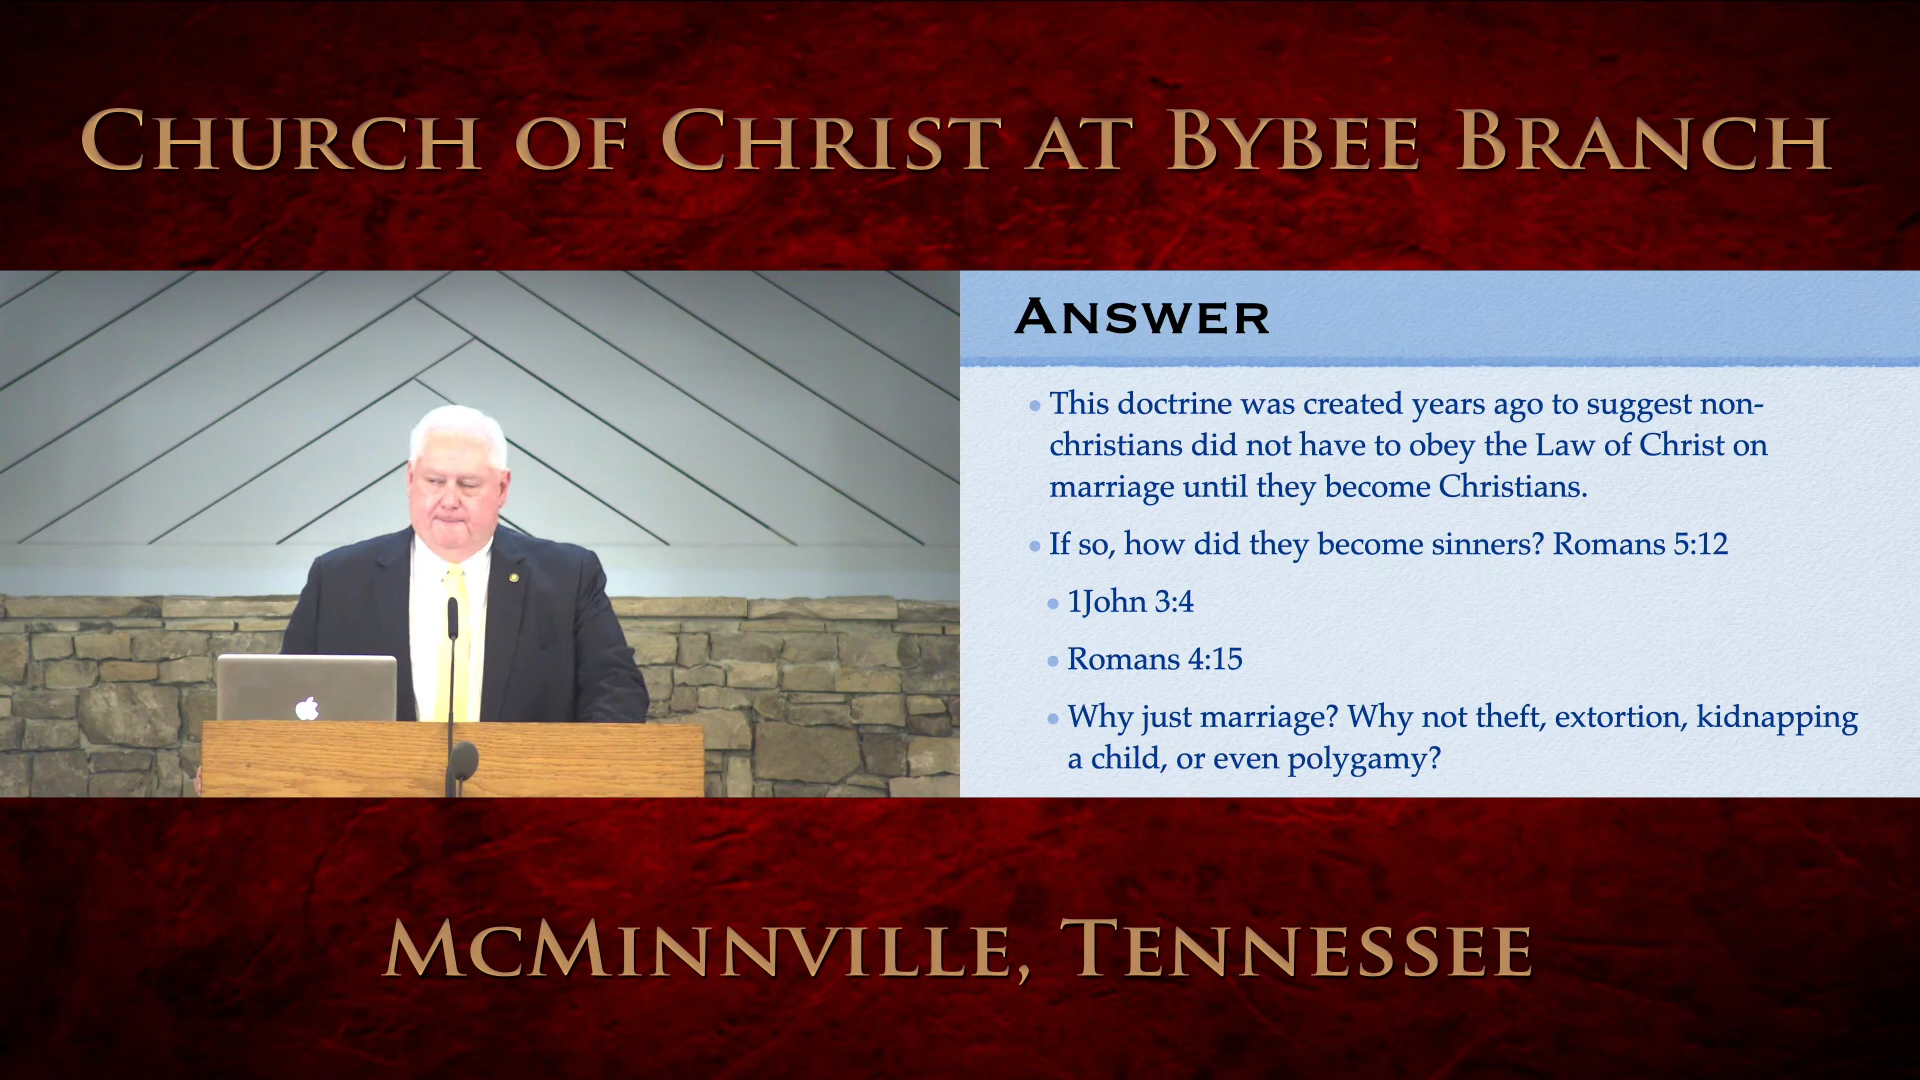 Church of Christ at Bybee Branch
Answer
This doctrine was created years ago to suggest non-
christians did not have to obey the Law of Christ on
marriage until they become Christians.
If so, how did they become sinners? Romans 5:12
1John 3:4
Romans 4:15
Why just marriage? Why not theft, extortion, kidnapping
a child, or even polygamy?
McMinnville, Tennessee